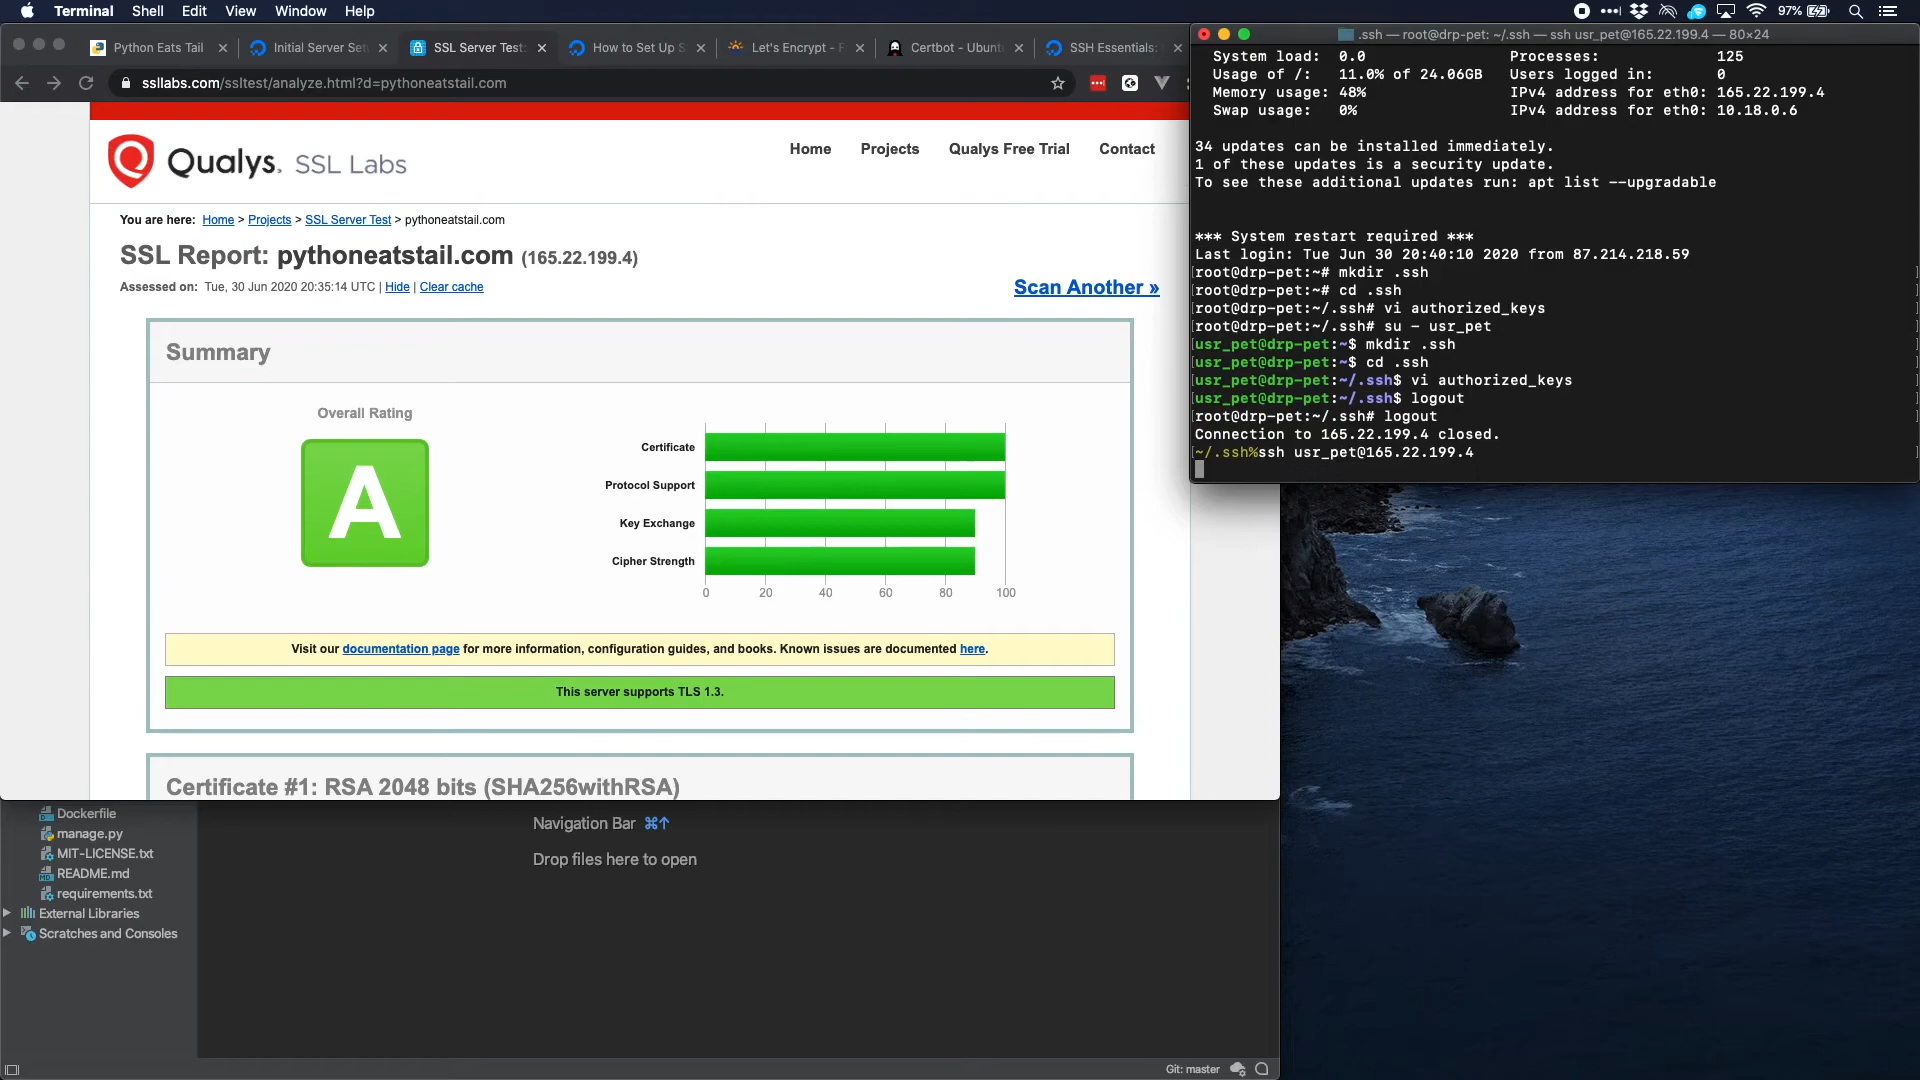 Terminal Shell Edit View Window Help
97%
Python Eats Tail
Initial Server Set
SSL Server Test:
How to Set Up S
Let's Encrypt - F
Certbot - Ubunt
SSH Essentials:
ssllabs.com/ssltest/analyze.html?d=pythoneatstail.com
Qualys. SSL Labs
Home Projects Qualys Free Trial Contact
You are here: Home > Projects > SSL Server Test > pythoneatstail.com
SSL Report: pythoneatstail.com (165.22.199.4)
Assessed on: Tue, 30 Jun 2020 20:35:14 UTC | Hide | Clear cache
Scan Another »
Summary
Overall Rating
A
Certificate
Protocol Support
Key Exchange
Cipher Strength
0 20 40 60 80 100
Visit our documentation page for more information, configuration guides, and books. Known issues are documented here.
This server supports TLS 1.3.
Certificate #1: RSA 2048 bits (SHA256withRSA)
.ssh — root@drp-pet: ~/.ssh — ssh usr_pet@165.22.199.4 — 80×24
System load: 0.0 Processes: 125
Usage of /: 11.0% of 24.06GB Users logged in: 0
Memory usage: 48% IPv4 address for eth0: 165.22.199.4
Swap usage: 0% IPv4 address for eth0: 10.18.0.6
34 updates can be installed immediately.
1 of these updates is a security update.
To see these additional updates run: apt list --upgradable
*** System restart required ***
Last login: Tue Jun 30 20:40:10 2020 from 87.214.218.59
[root@drp-pet:~# mkdir .ssh ]
[root@drp-pet:~# cd .ssh ]
[root@drp-pet:~/.ssh# vi authorized_keys ]
[root@drp-pet:~/.ssh# su - usr_pet ]
[usr_pet@drp-pet:~$ mkdir .ssh ]
[usr_pet@drp-pet:~$ cd .ssh ]
[usr_pet@drp-pet:~/.ssh$ vi authorized_keys ]
[usr_pet@drp-pet:~/.ssh$ logout ]
[root@drp-pet:~/.ssh# logout ]
Connection to 165.22.199.4 closed.
[~/.ssh%ssh usr_pet@165.22.199.4 ]
Dockerfile
manage.py
MIT-LICENSE.txt
README.md
requirements.txt
External Libraries
Scratches and Consoles
Navigation Bar ⌘↑
Drop files here to open
Git: master